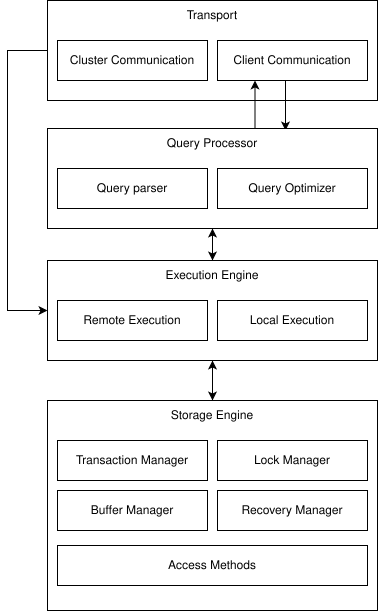 Transport
Cluster Communication
Client Communication
Query Processor
Query parser
Query Optimizer
Execution Engine
Remote Execution
Local Execution
Storage Engine
Transaction Manager
Lock Manager
Buffer Manager
Recovery Manager
Access Methods